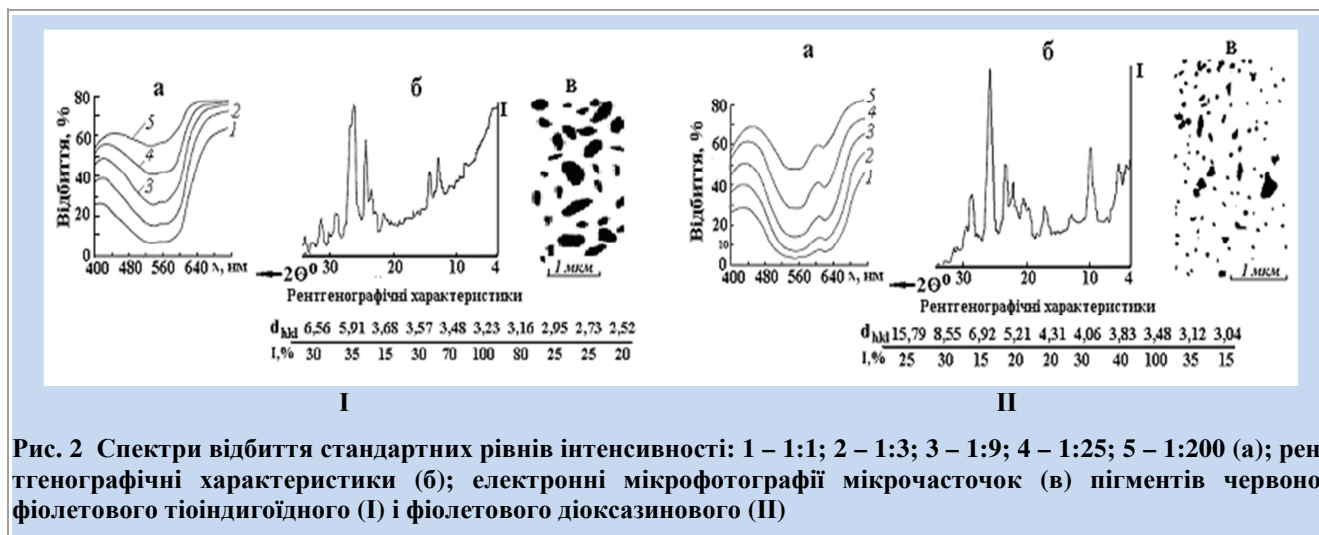 а
б
в
80
60
40
20
0
Відбиття, %
5
4
3
2
1
400 480 560 640 λ, нм
I
30 20 10 4
2Θ°
1 мкм
Рентгенографічні характеристики
dhkl 6,56 5,91 3,68 3,57 3,48 3,23 3,16 2,95 2,73 2,52
I,% 30 35 15 30 70 100 80 25 25 20
I
а
б
в
80
60
40
20
10
0
Відбиття, %
5
4
3
2
1
400 480 560 640 λ, нм
I
30 20 10 4
2Θ°
1 мкм
Рентгенографічні характеристики
dhkl 15,79 8,55 6,92 5,21 4,31 4,06 3,83 3,48 3,12 3,04
I,% 25 30 15 20 20 30 40 100 35 15
II
Рис. 2 Спектри відбиття стандартних рівнів інтенсивності: 1 – 1:1; 2 – 1:3; 3 – 1:9; 4 – 1:25; 5 – 1:200 (а); рен
тгенографічні характеристики (б); електронні мікрофотографії мікрочасточок (в) пігментів червоно
фіолетового тіоіндигоїдного (I) і фіолетового діоксазинового (II)